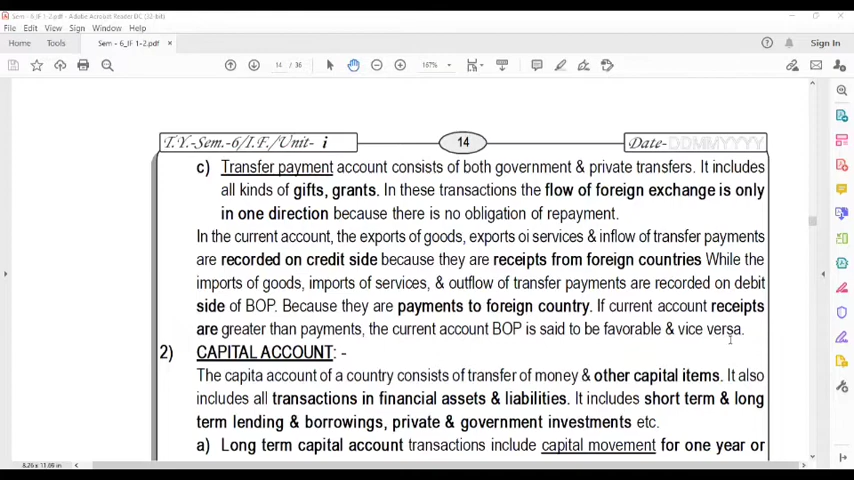 Sem - 6_IF 1-2.pdf - Adobe Acrobat Reader DC (32-bit)
File Edit View Sign Window Help
Home Tools Sem - 6_IF 1-2.pdf × Sign In
14 / 36 167%
T.Y.-Sem.-6/I.F./Unit- i 14 Date-DDMMYYYY
c) Transfer payment account consists of both government & private transfers. It includes
all kinds of gifts, grants. In these transactions the flow of foreign exchange is only
in one direction because there is no obligation of repayment.
In the current account, the exports of goods, exports oi services & inflow of transfer payments
are recorded on credit side because they are receipts from foreign countries While the
imports of goods, imports of services, & outflow of transfer payments are recorded on debit
side of BOP. Because they are payments to foreign country. If current account receipts
are greater than payments, the current account BOP is said to be favorable & vice versa.
2) CAPITAL ACCOUNT: -
The capita account of a country consists of transfer of money & other capital items. It also
includes all transactions in financial assets & liabilities. It includes short term & long
term lending & borrowings, private & government investments etc.
a) Long term capital account transactions include capital movement for one year or
8.26 x 11.69 in